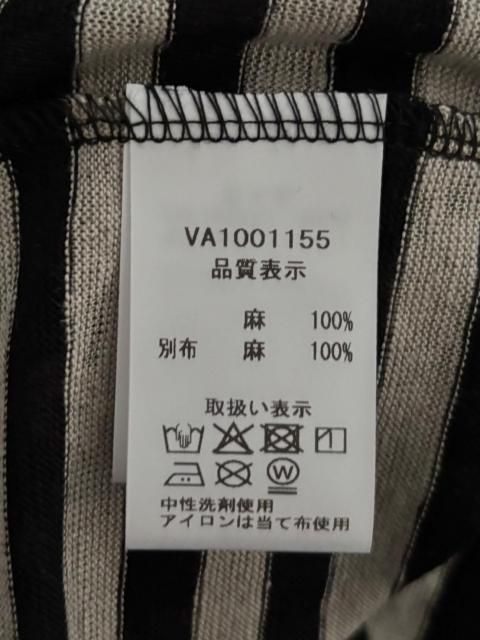 VA1001155
品質表示
麻 100%
別布 麻 100%
取扱い表示
W
中性洗剤使用
アイロンは当て布使用